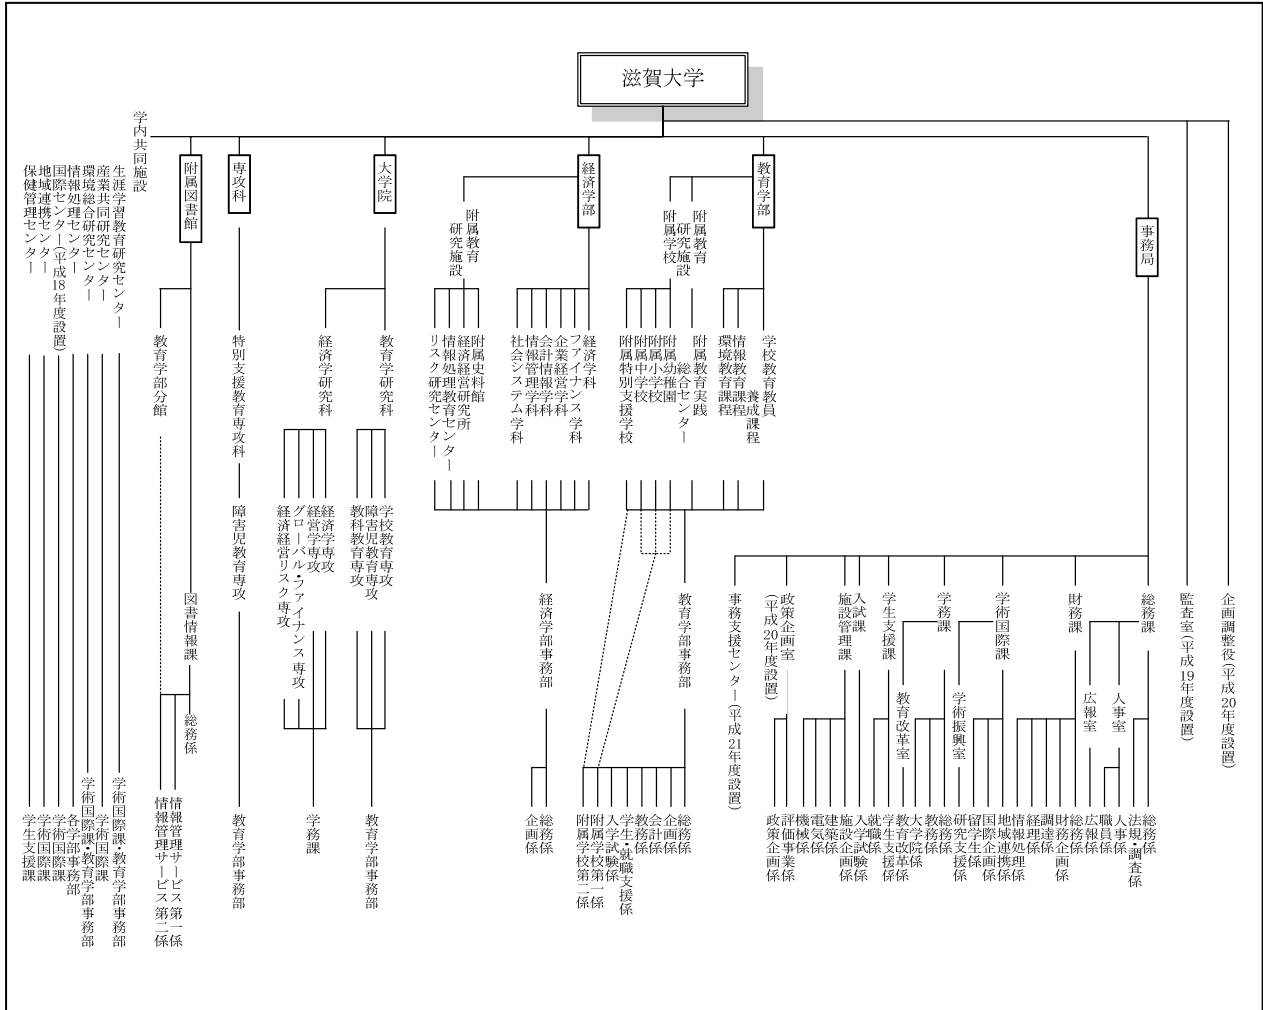 滋賀大学
企画調整役(平成20年度設置)
監査室(平成19年度設置)
事務局
総務課
人事室
広報室
財務課
学術国際課
学術振興室
学務課
教育改革室
学生支援課
入試課
施設管理課
政策企画室
(平成20年度設置)
事務支援センター(平成21年度設置)
総務係
法規・調査係
人事係
職員係
広報係
総務係
財務企画係
調達係
経理係
情報処理係
地域連携係
国際企画係
留学生係
研究支援係
総務係
教務係
大学院係
教育改革係
学生支援係
就職係
入学試験係
施設企画係
建築係
電気係
機械係
評価事業係
政策企画係
教育学部
附属教育
研究施設
附属学校
学校教育教員
養成課程
情報教育課程
環境教育課程
附属教育実践
総合センター
附属幼稚園
附属小学校
附属中学校
附属特別支援学校
教育学部事務部
総務係
企画係
会計係
教務係
学生・就職支援係
入学試験係
附属学校第一係
附属学校第二係
経済学部
附属教育
研究施設
経済学科
ファイナンス学科
企業経営学科
会計情報学科
情報管理学科
社会システム学科
附属史料館
経済経営研究所
情報処理教育センター
リスク研究センター
経済学部事務部
総務係
企画係
大学院
教育学研究科
経済学研究科
学校教育専攻
障害児教育専攻
教科教育専攻
経済学専攻
経営学専攻
グローバル・ファイナンス専攻
経済経営リスク専攻
教育学部事務部
学務課
専攻科
特別支援教育専攻科
障害児教育専攻
教育学部事務部
附属図書館
教育学部分館
図書情報課
総務係
情報管理サービス第一係
情報管理サービス第二係
学内共同施設
生涯学習教育研究センター
産業共同研究センター
環境総合研究センター
情報処理センター
国際センター(平成18年度設置)
地域連携センター
保健管理センター
学術国際課・教育学部事務部
学術国際課
学術国際課・教育学部事務部
各学部事務部
学術国際課
学術国際課
学生支援課